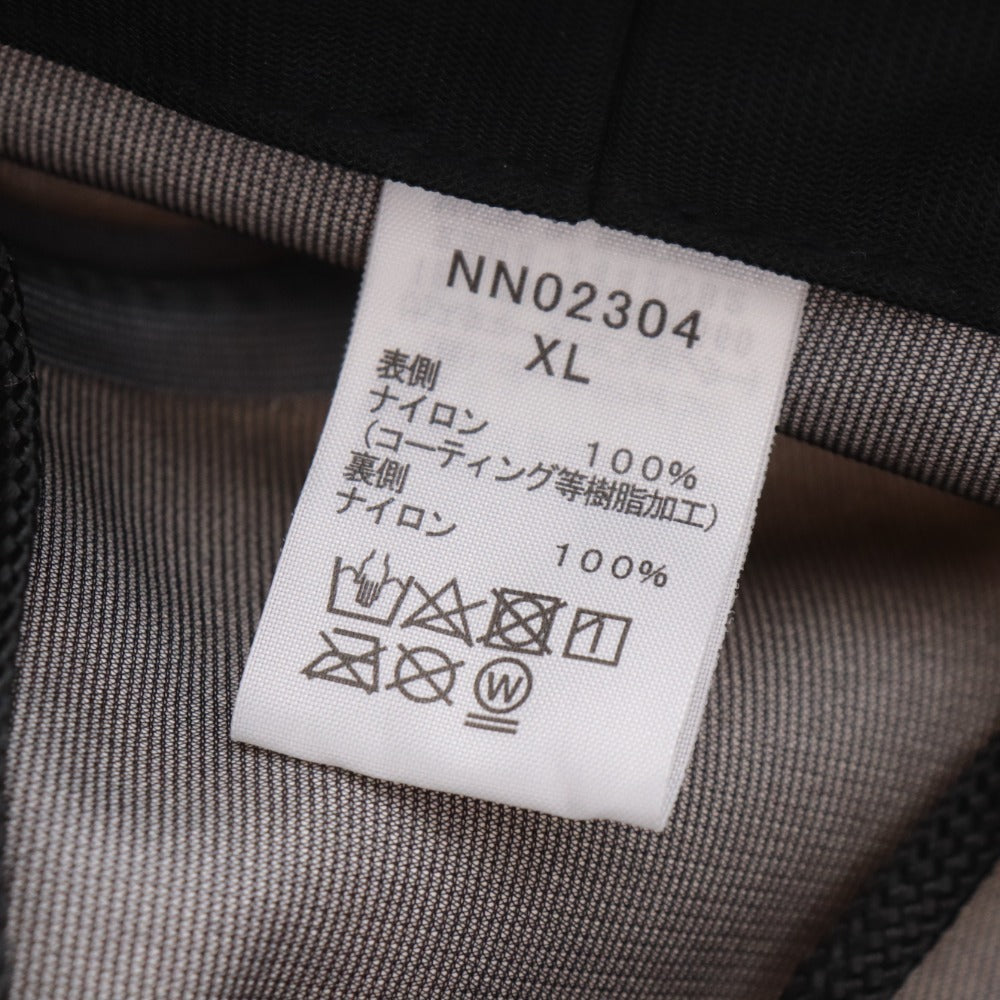 NN02304
XL
表側
ナイロン 100%
(コーティング等樹脂加工)
裏側
ナイロン 100%
W